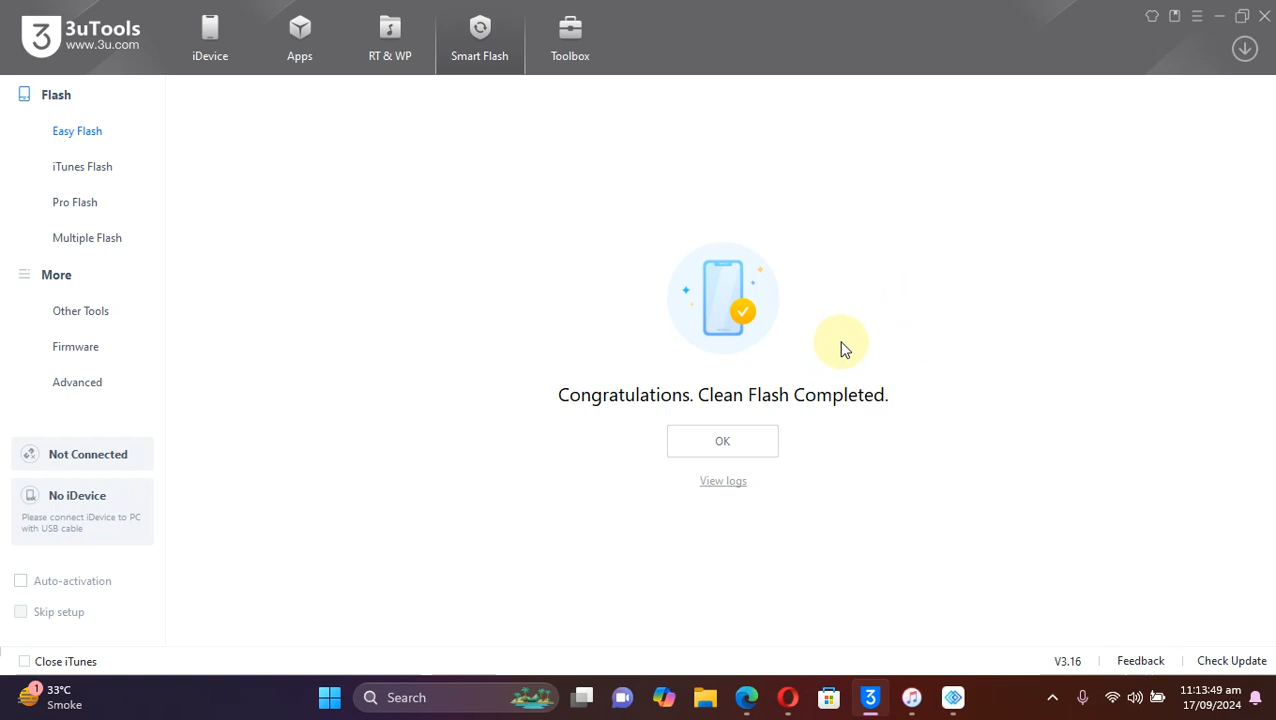 3 3uTools
www.3u.com
iDevice
Apps
RT & WP
Smart Flash
Toolbox
Flash
Easy Flash
iTunes Flash
Pro Flash
Multiple Flash
More
Other Tools
Firmware
Advanced
Not Connected
No iDevice
Please connect iDevice to PC
with USB cable
Auto-activation
Skip setup
Congratulations. Clean Flash Completed.
OK
View logs
Close iTunes
V3.16
Feedback
Check Update
1
33°C
Smoke
Search
3
11:13:49 am
17/09/2024